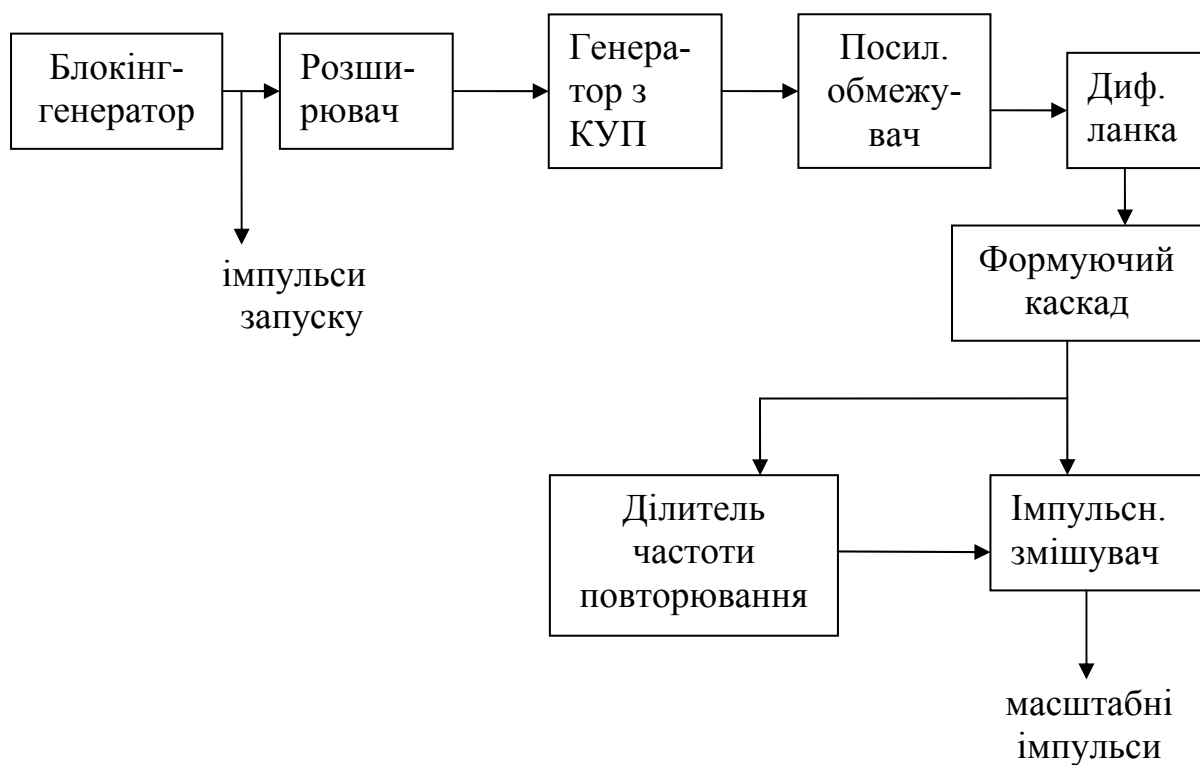 Блокінг-
генератор
Розши-
рювач
Генера-
тор з
КУП
Посил.
обмежу-
вач
Диф.
ланка
Формуючий
каскад
імпульси
запуску
Ділитель
частоти
повторювання
Імпульсн.
змішувач
масштабні
імпульси